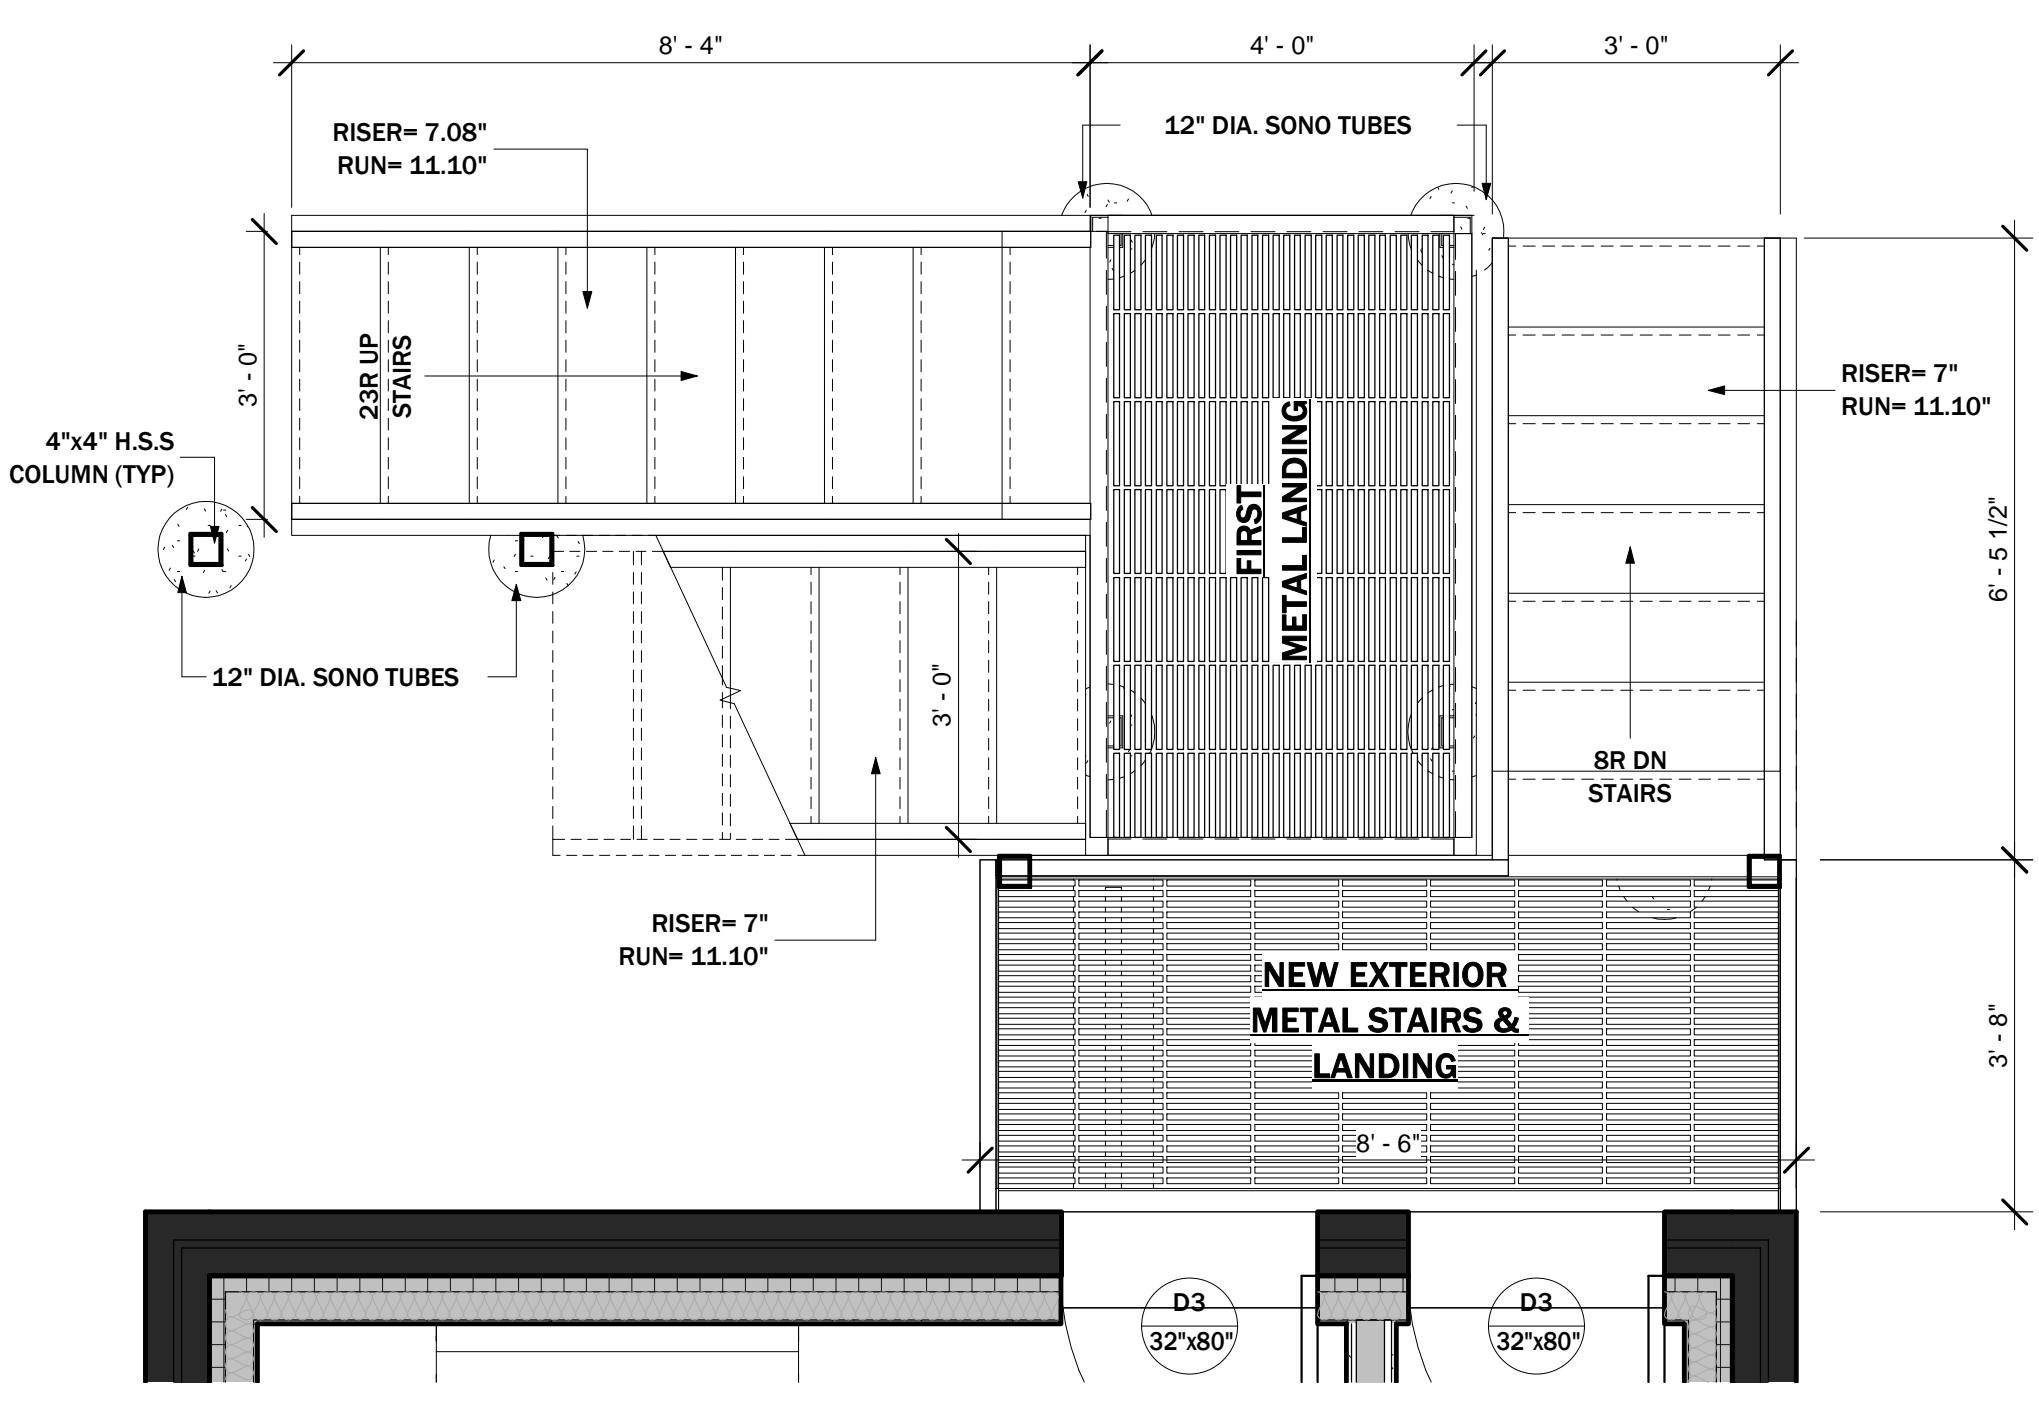 8' - 4"
4' - 0"
3' - 0"
RISER= 7.08"
RUN= 11.10"
12" DIA. SONO TUBES
3' - 0"
23R UP
STAIRS
4"x4" H.S.S
COLUMN (TYP)
12" DIA. SONO TUBES
FIRST
METAL LANDING
RISER= 7"
RUN= 11.10"
6' - 5 1/2"
3' - 0"
8R DN
STAIRS
RISER= 7"
RUN= 11.10"
NEW EXTERIOR
METAL STAIRS &
LANDING
3' - 8"
8' - 6"
D3
32"x80"
D3
32"x80"